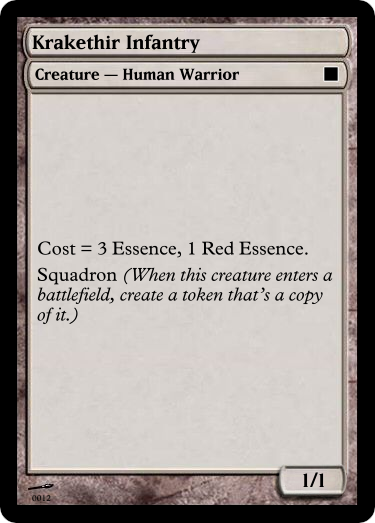 Krakethir Infantry
Creature — Human Warrior
Cost = 3 Essence, 1 Red Essence.
Squadron (When this creature enters a
battlefield, create a token that's a copy
of it.)
1/1
0012